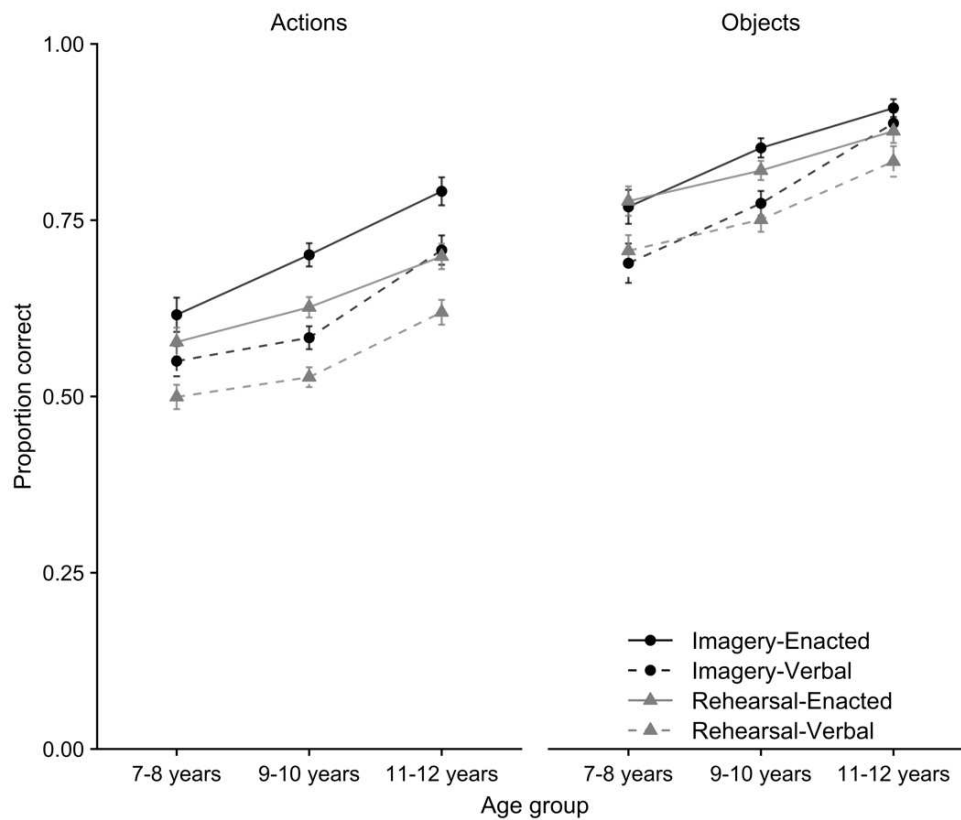 Actions
Objects
1.00
0.75
0.50
0.25
0.00
Proportion correct
Imagery-Enacted
Imagery-Verbal
Rehearsal-Enacted
Rehearsal-Verbal
7-8 years 9-10 years 11-12 years
7-8 years 9-10 years 11-12 years
Age group